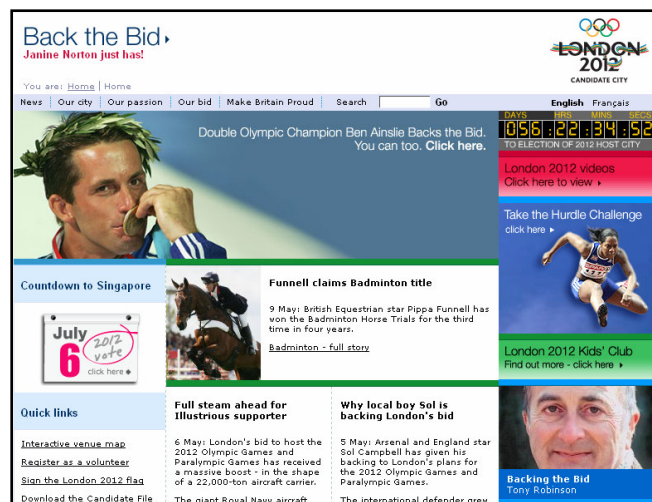 Back the Bid
Janine Norton just has!
LONDON
2012
CANDIDATE CITY
You are: Home | Home
News
Our city
Our passion
Our bid
Make Britain Proud
Search
Go
English
Français
Double Olympic Champion Ben Ainslie Backs the Bid.
You can too. Click here.
DAYS HRS MINS SECS
056:22:34:52
TO ELECTION OF 2012 HOST CITY
London 2012 videos
Click here to view
Take the Hurdle Challenge
click here
London 2012 Kids' Club
Find out more - click here
Backing the Bid
Tony Robinson
Countdown to Singapore
July
6
2012
vote
click here
Quick links
Interactive venue map
Register as a volunteer
Sign the London 2012 flag
Download the Candidate File
Funnell claims Badminton title
9 May: British Equestrian star Pippa Funnell has
won the Badminton Horse Trials for the third
time in four years.
Badminton - full story
Full steam ahead for
Illustrious supporter
6 May: London's bid to host the
2012 Olympic Games and
Paralympic Games has received
a massive boost - in the shape
of a 22,000-ton aircraft carrier.
The giant Royal Navy aircraft
Why local boy Sol is
backing London's bid
5 May: Arsenal and England star
Sol Campbell has given his
backing to London's plans for
the 2012 Olympic Games and
Paralympic Games.
The international defender grew